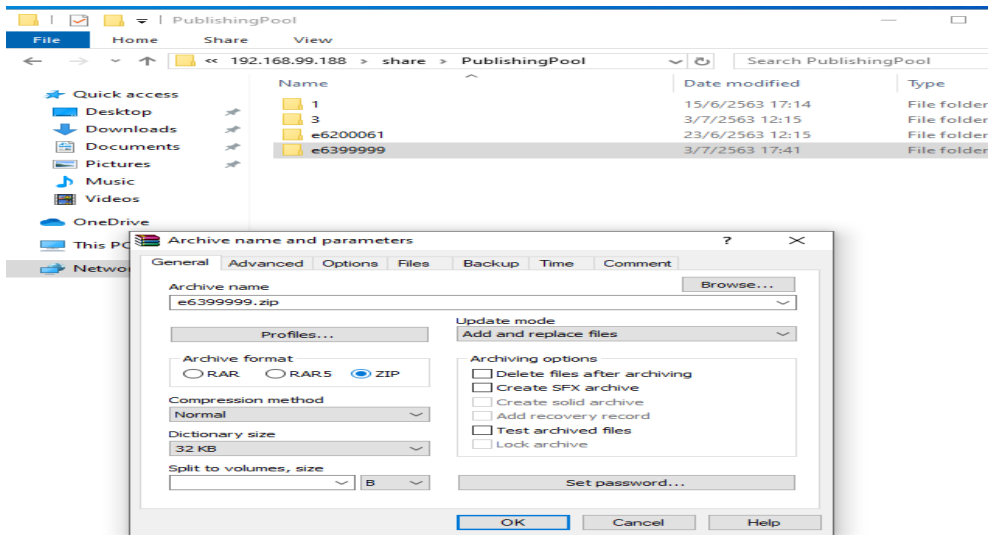 PublishingPool
File Home Share View
« 192.168.99.188 > share > PublishingPool Search PublishingPool
Name Date modified Type
Quick access
1 15/6/2563 17:14 File folder
Desktop
3 3/7/2563 12:15 File folder
Downloads
e6200061 23/6/2563 12:15 File folder
Documents
e6399999 3/7/2563 17:41 File folder
Pictures
Music
Videos
OneDrive
This PC
Networ
Archive name and parameters ? ×
General Advanced Options Files Backup Time Comment
Archive name Browse...
e6399999.zip
Update mode
Profiles... Add and replace files
Archive format Archiving options
RAR RAR5 ZIP Delete files after archiving
Create SFX archive
Compression method Create solid archive
Normal Add recovery record
Dictionary size Test archived files
32 KB Lock archive
Split to volumes, size
B Set password...
OK Cancel Help